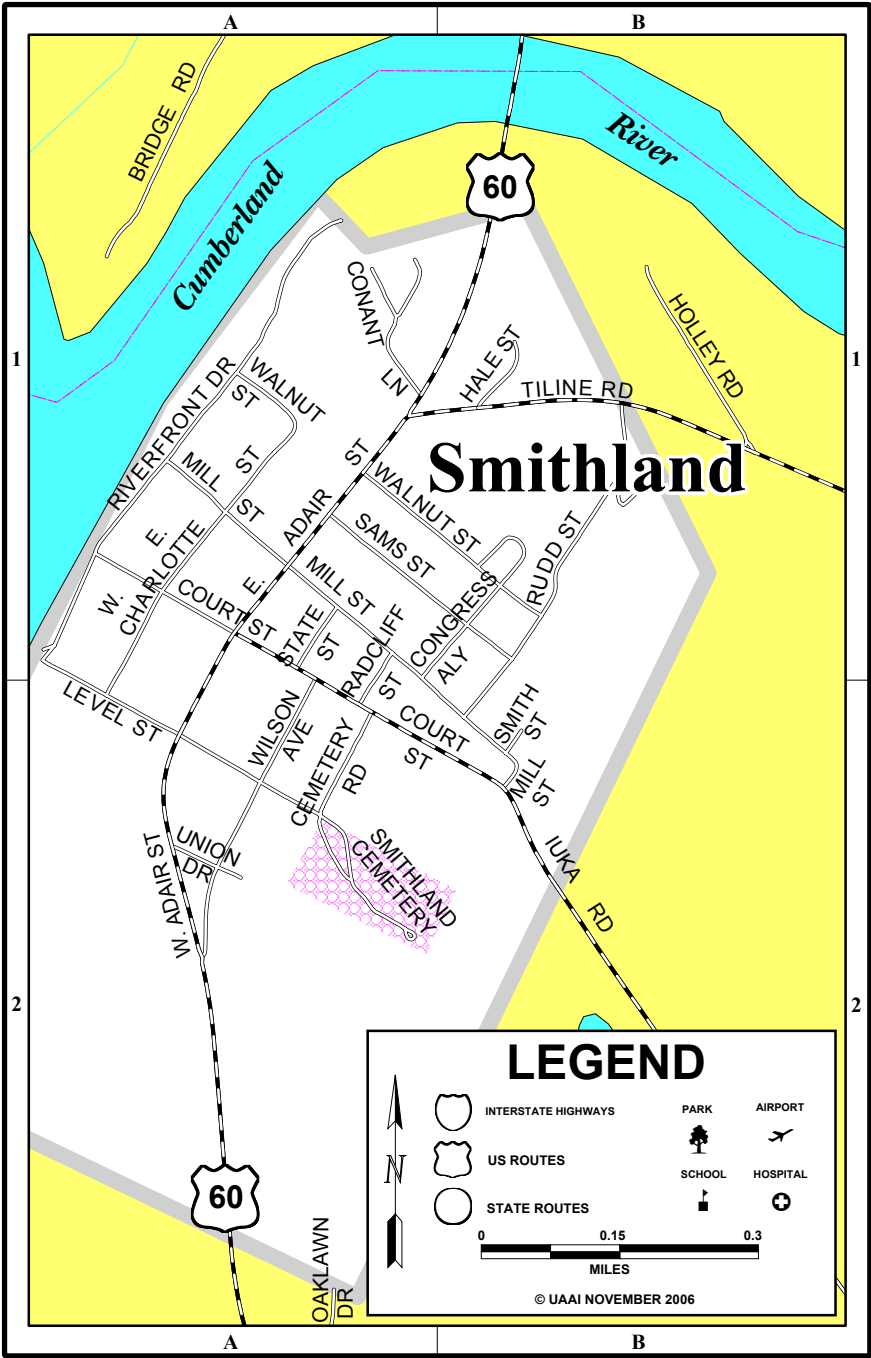 A
B
BRIDGE RD
River
60
Cumberland
CONANT
LN
HOLLEY RD
1
1
HALE ST
TILINE RD
RIVERFRONT DR
WALNUT
ST
ST
Smithland
MILL
ST
ADAIR
ST
E.
WALNUT ST
SAMS ST
E.
CHARLOTTE
W.
COURT ST
MILL ST
STATE
ST
RADCLIFF
ST
CONGRESS
ALY
RUDD ST
LEVEL ST
WILSON
AVE
CEMETERY
RD
COURT
ST
SMITH
ST
MILL
ST
UNION
DR
W. ADAIR ST
SMITHLAND
CEMETERY
IUKA
RD
2
2
LEGEND
INTERSTATE HIGHWAYS
PARK
AIRPORT
N
US ROUTES
SCHOOL
HOSPITAL
STATE ROUTES
60
0
0.15
0.3
MILES
© UAAI NOVEMBER 2006
OAKLAWN
DR
A
B